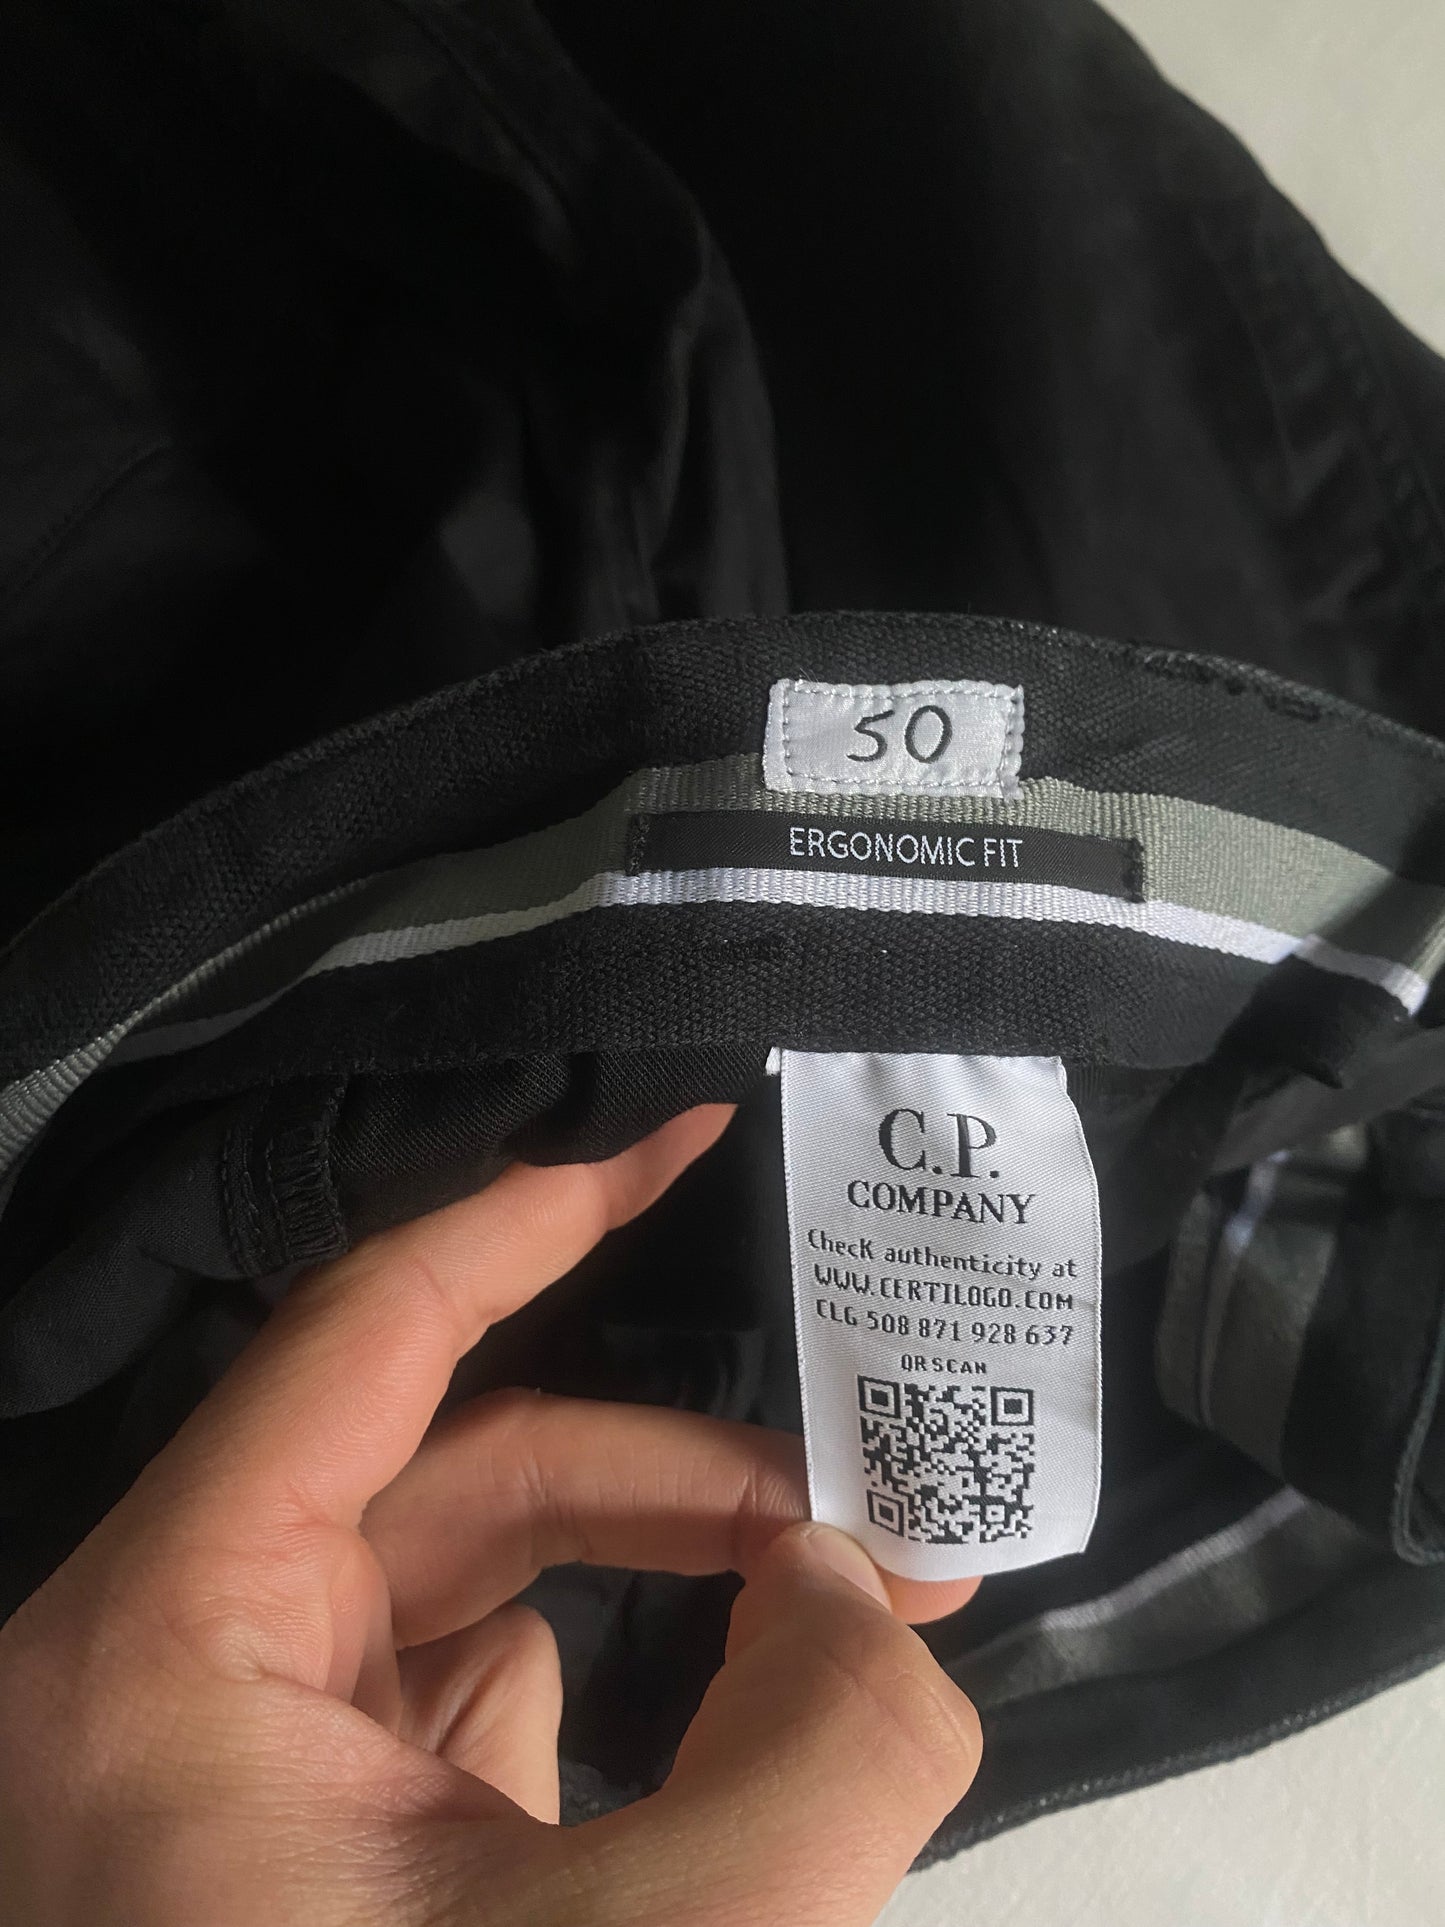 50
ERGONOMIC FIT
C.P.
COMPANY
ChecK authenticity at
WWW.CERTILOGO.COM
CLG 508 871 928 637
QR SCAN